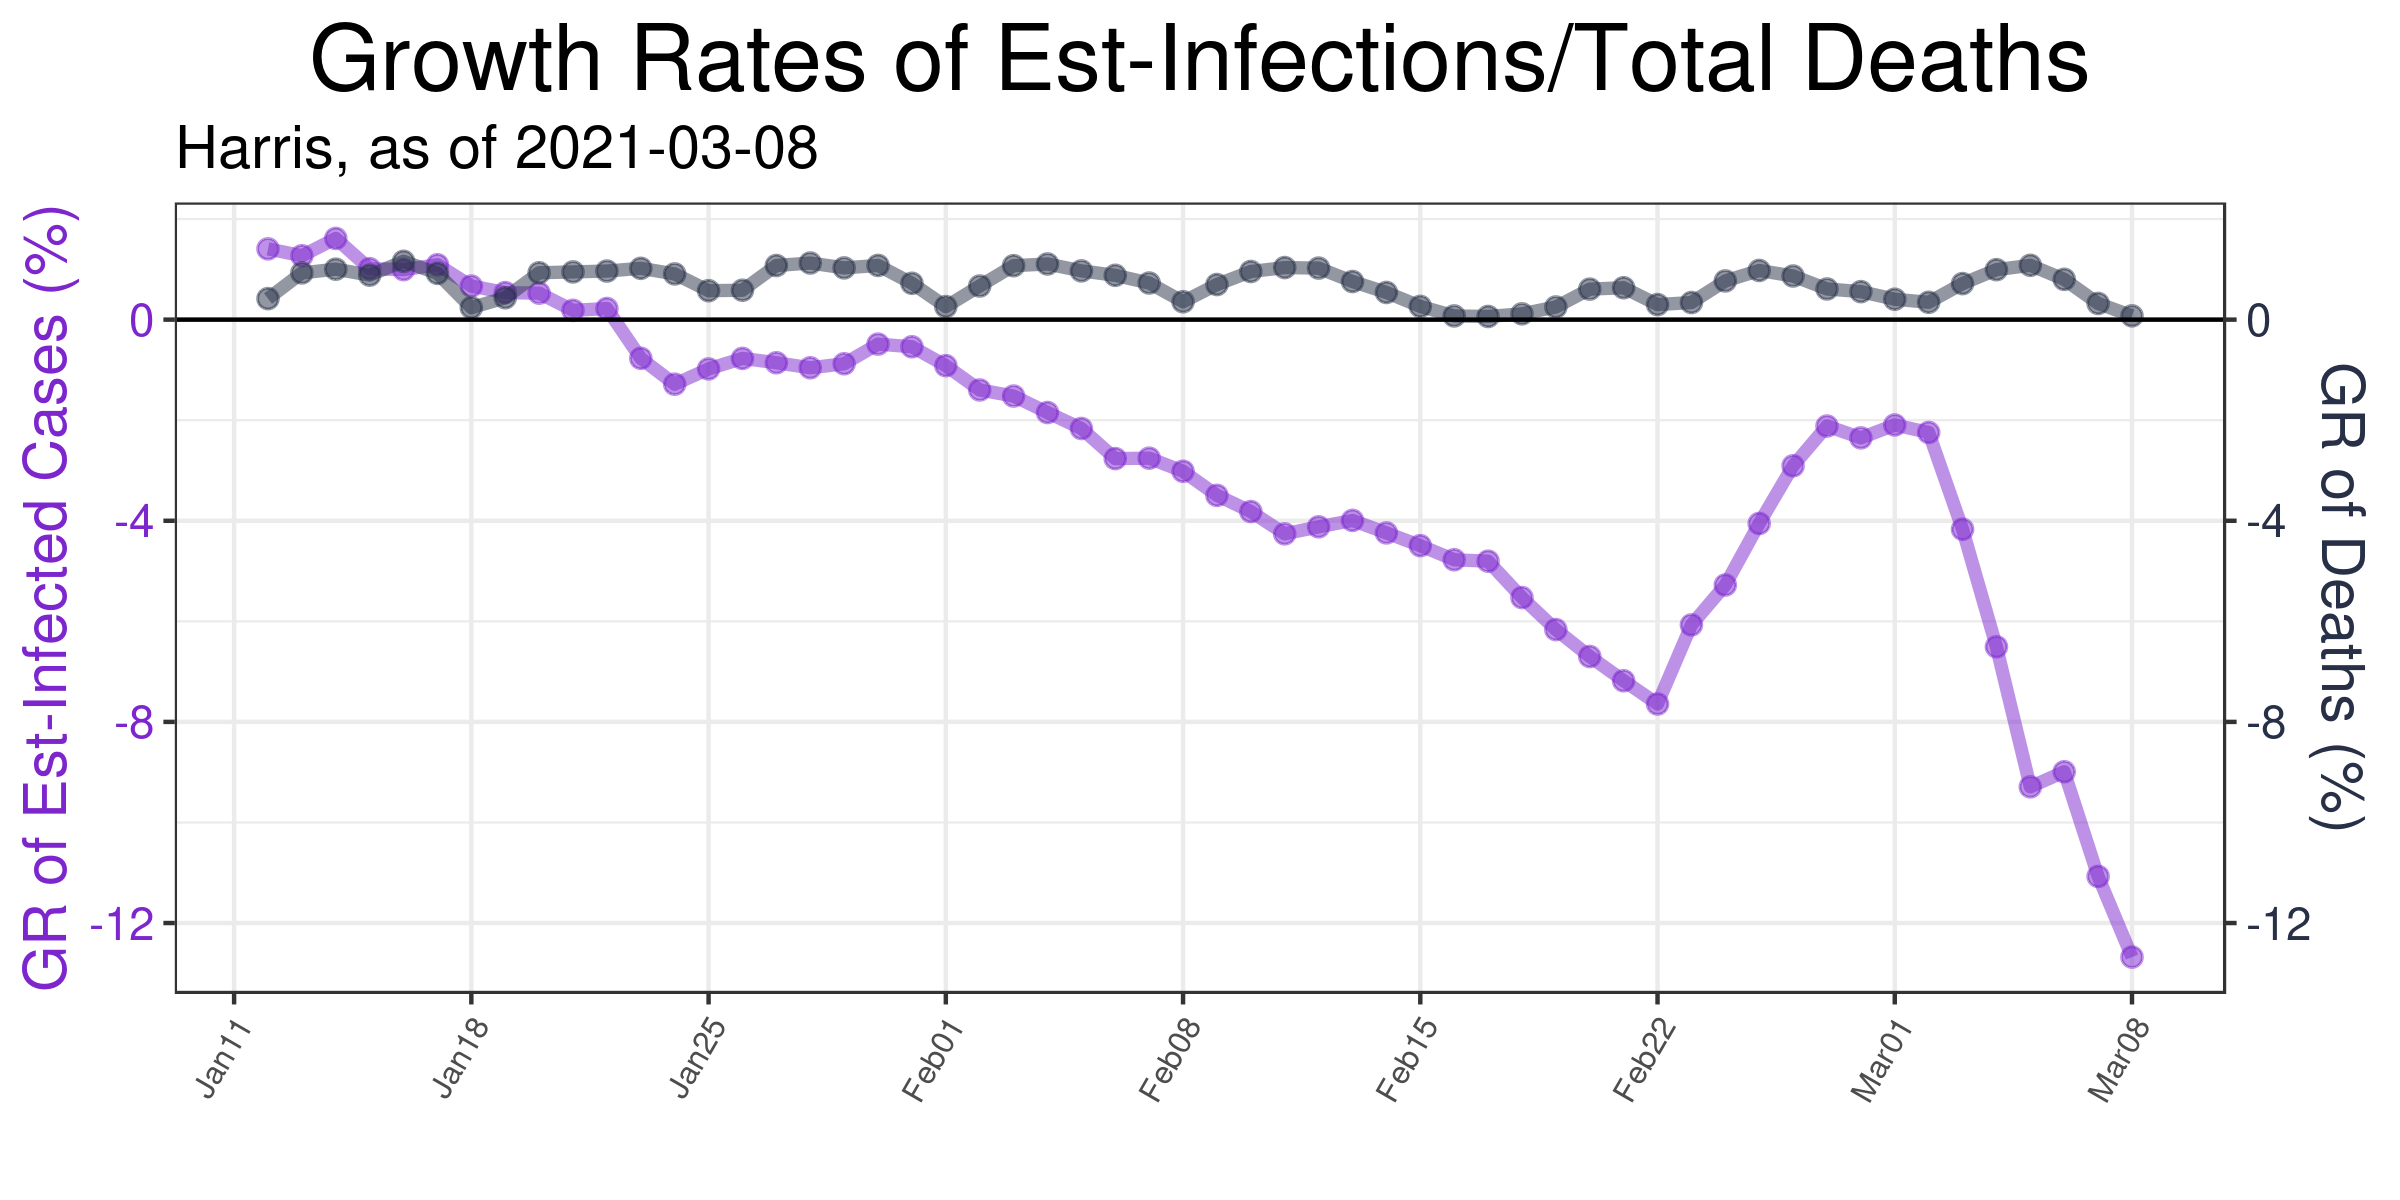 Growth Rates of Est-Infections/Total Deaths
Harris, as of 2021-03-08
GR of Est-Infected Cases (%)
0
-4
-8
-12
0
-4
-8
-12
GR of Deaths (%)
Jan11
Jan18
Jan25
Feb01
Feb08
Feb15
Feb22
Mar01
Mar08